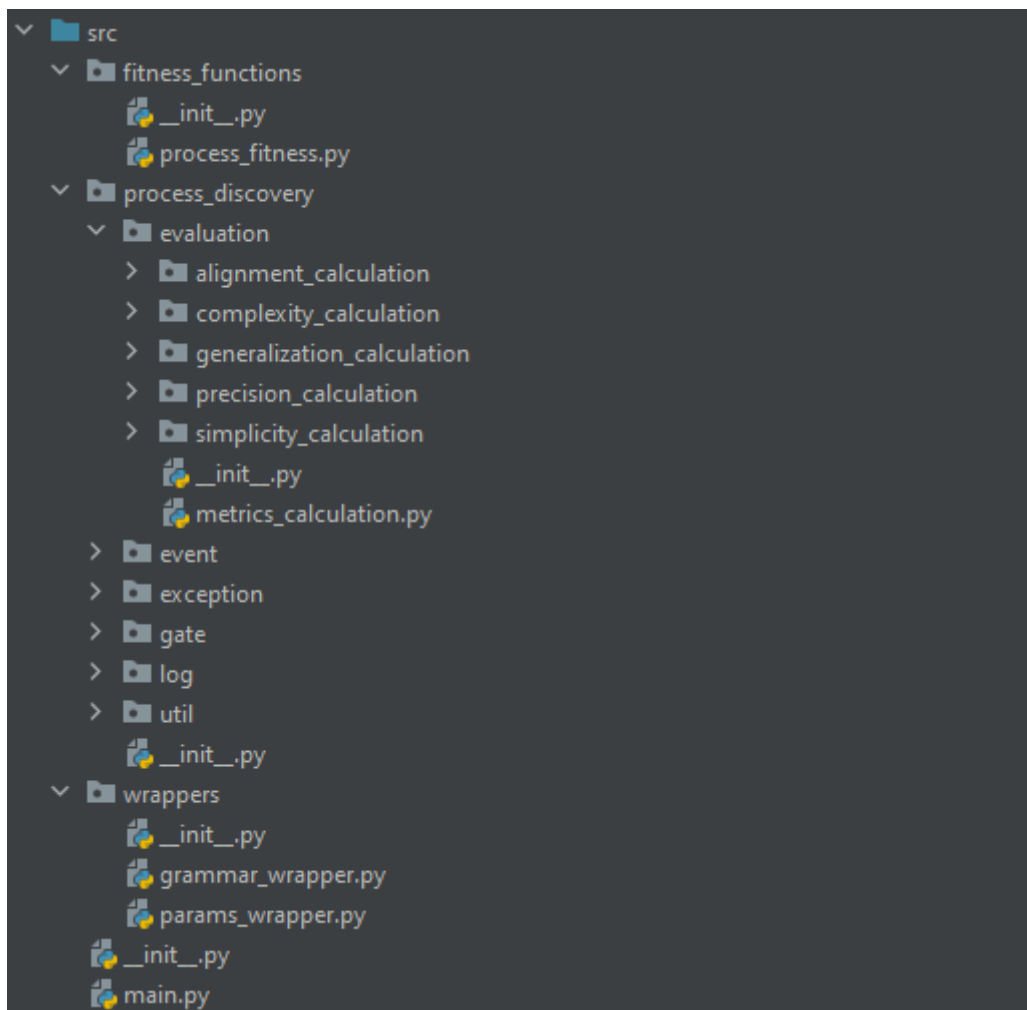 src
fitness_functions
__init__.py
process_fitness.py
process_discovery
evaluation
alignment_calculation
complexity_calculation
generalization_calculation
precision_calculation
simplicity_calculation
__init__.py
metrics_calculation.py
event
exception
gate
log
util
__init__.py
wrappers
__init__.py
grammar_wrapper.py
params_wrapper.py
__init__.py
main.py